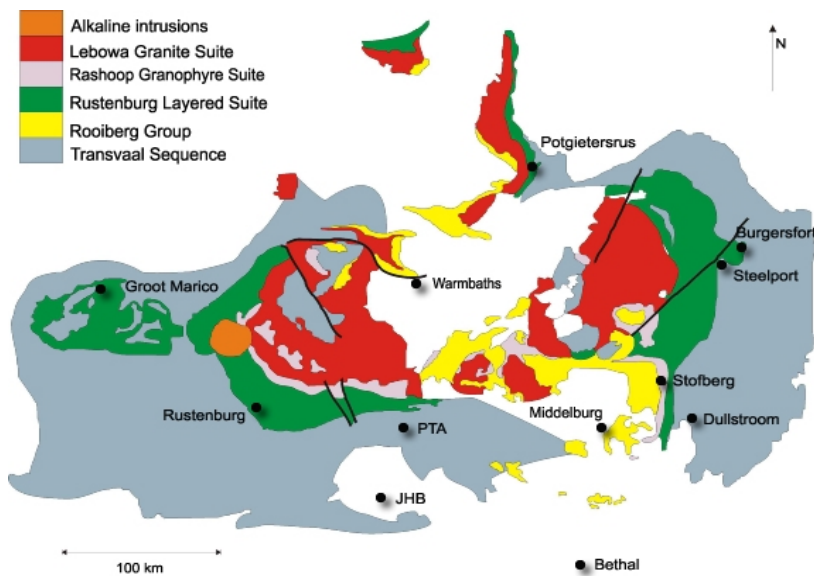 Alkaline intrusions
Lebowa Granite Suite
Rashoop Granophyre Suite
Rustenburg Layered Suite
Rooiberg Group
Transvaal Sequence
N
Potgietersrus
Burgersfort
Steelport
Groot Marico
Warmbaths
Stofberg
Rustenburg
Middelburg
Dullstroom
PTA
JHB
100 km
Bethal